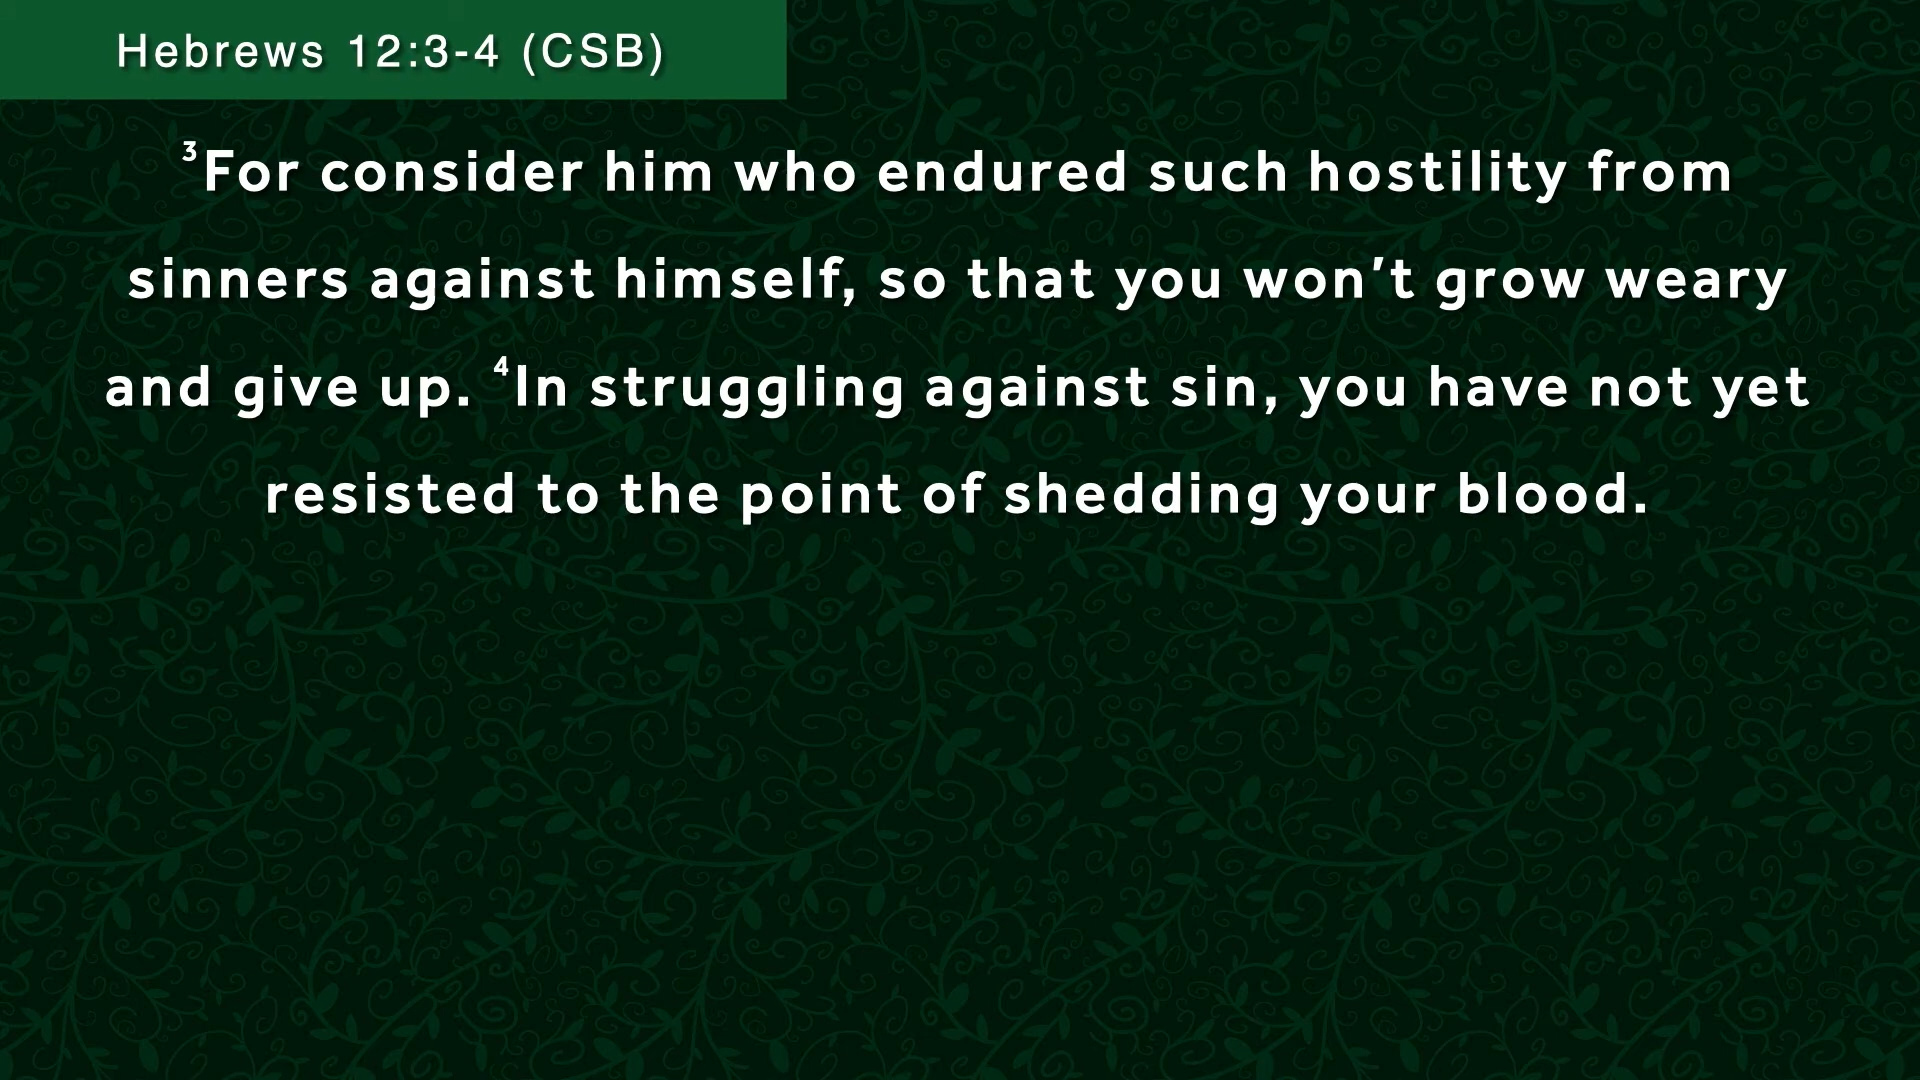 Hebrews 12:3-4 (CSB)
³For consider him who endured such hostility from
sinners against himself, so that you won’t grow weary
and give up. ⁴In struggling against sin, you have not yet
resisted to the point of shedding your blood.